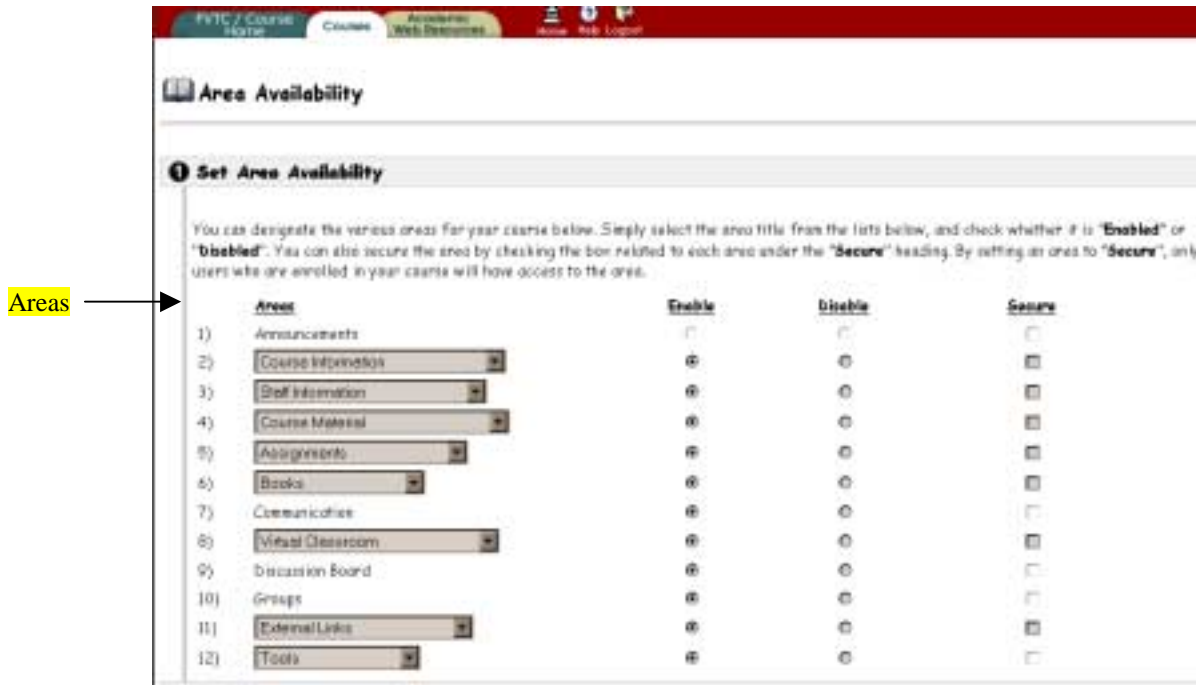 FVTC / Course Home
Courses
Academic Web Resources
Home Help Logout
Area Availability
1 Set Area Availability
You can designate the various areas for your course below. Simply select the area title from the lists below, and check whether it is "Enabled" or
"Disabled". You can also secure the area by checking the box related to each area under the "Secure" heading. By setting an area to "Secure", only
users who are enrolled in your course will have access to the area.
Areas
Areas Enable Disable Secure
1) Announcements
2) Course Information
3) Staff Information
4) Course Material
5) Assignments
6) Books
7) Communication
8) Virtual Classroom
9) Discussion Board
10) Groups
11) External Links
12) Tools